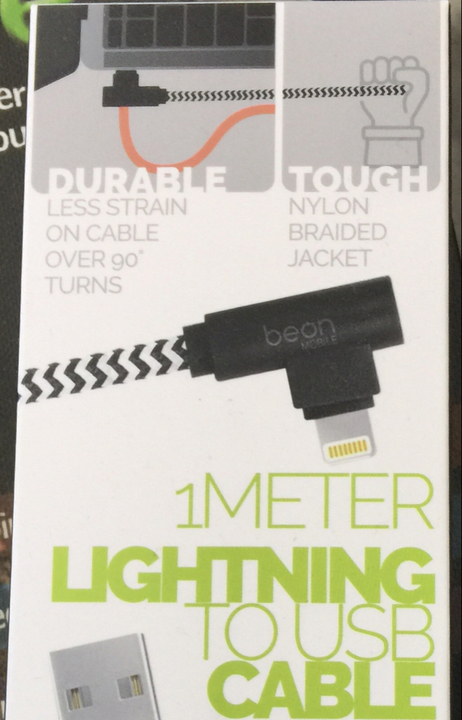 DURABLE
LESS STRAIN
ON CABLE
OVER 90°
TURNS
TOUGH
NYLON
BRAIDED
JACKET
beon
MOBILE
1METER
LIGHTNING
TO USB
CABLE